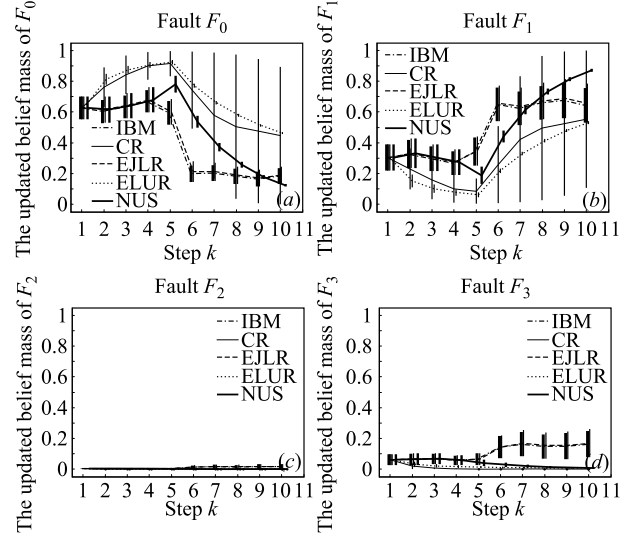 Fault F0
The updated belief mass of F0
1
0.8
0.6
0.4
0.2
0
IBM
CR
EJLR
ELUR
NUS
(a)
1 2 3 4 5 6 7 8 9 10 11
Step k
Fault F1
The updated belief mass of F1
1
0.8
0.6
0.4
0.2
0
IBM
CR
EJLR
ELUR
NUS
(b)
1 2 3 4 5 6 7 8 9 10 11
Step k
Fault F2
The updated belief mass of F2
1
0.8
0.6
0.4
0.2
0
IBM
CR
EJLR
ELUR
NUS
(c)
1 2 3 4 5 6 7 8 9 10 11
Step k
Fault F3
The updated belief mass of F3
1
0.8
0.6
0.4
0.2
0
IBM
CR
EJLR
ELUR
NUS
(d)
1 2 3 4 5 6 7 8 9 10 11
Step k